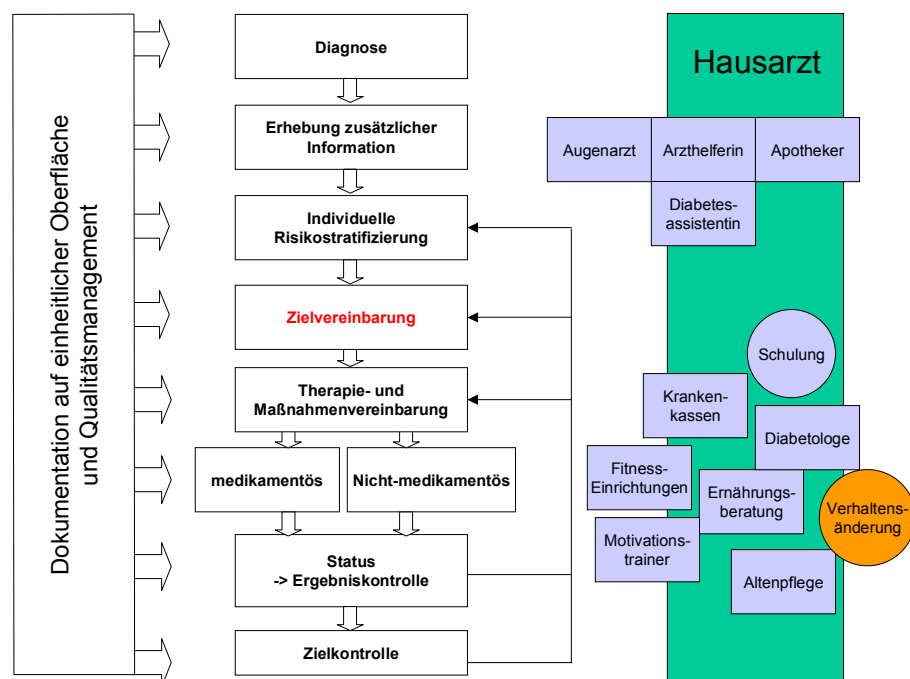 Dokumentation auf einheitlicher Oberfläche
und Qualitätsmanagement
Diagnose
Erhebung zusätzlicher
Information
Individuelle
Risikostratifizierung
Zielvereinbarung
Therapie- und
Maßnahmenvereinbarung
medikamentös
Nicht-medikamentös
Status
-> Ergebniskontrolle
Zielkontrolle
Hausarzt
Augenarzt
Arzthelferin
Apotheker
Diabetes-
assistentin
Schulung
Kranken-
kassen
Diabetologe
Fitness-
Einrichtungen
Ernährungs-
beratung
Verhaltens-
änderung
Motivations-
trainer
Altenpflege